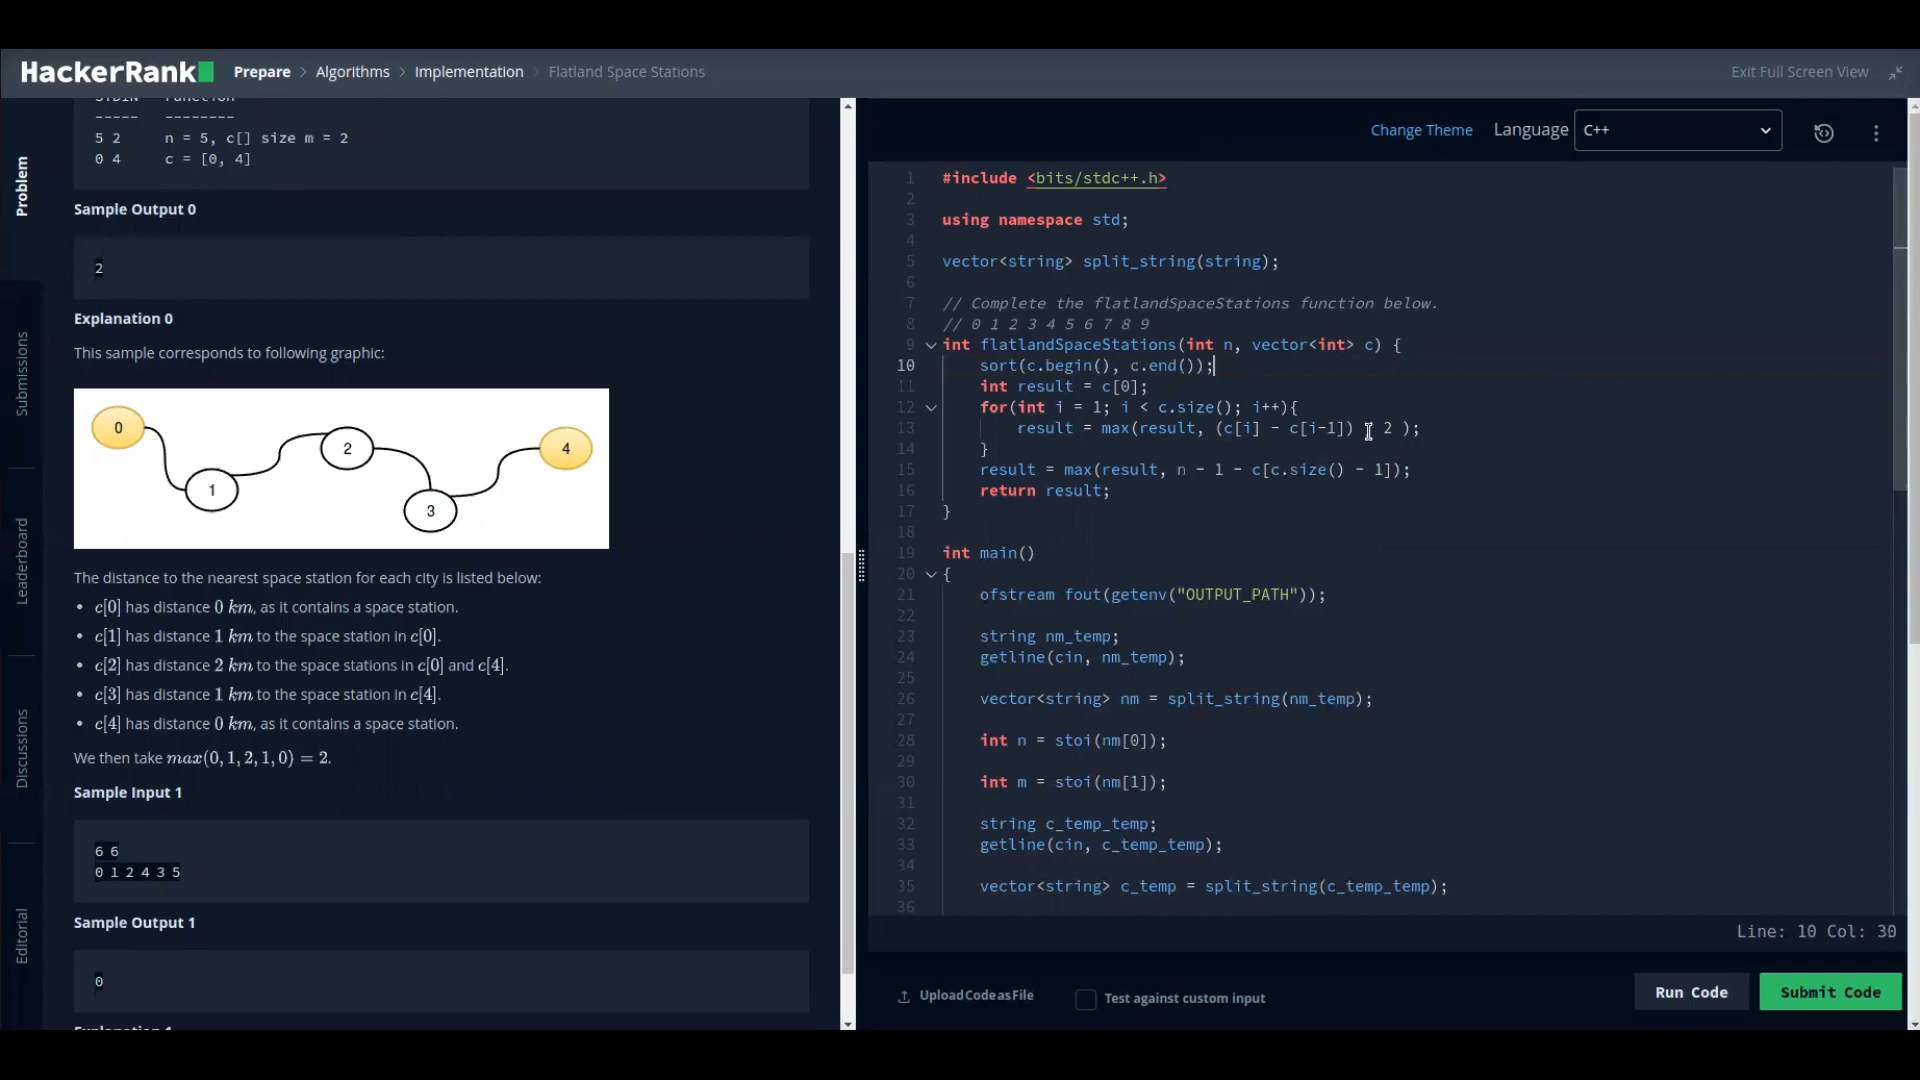 HackerRank
Prepare > Algorithms > Implementation > Flatland Space Stations
Exit Full Screen View
Problem
Submissions
Leaderboard
Discussions
Editorial
STDIN Function
----- --------
5 2 n = 5, c[] size m = 2
0 4 c = [0, 4]
Sample Output 0
2
Explanation 0
This sample corresponds to following graphic:
0
1
2
3
4
The distance to the nearest space station for each city is listed below:
• c[0] has distance 0 km, as it contains a space station.
• c[1] has distance 1 km to the space station in c[0].
• c[2] has distance 2 km to the space stations in c[0] and c[4].
• c[3] has distance 1 km to the space station in c[4].
• c[4] has distance 0 km, as it contains a space station.
We then take max(0, 1, 2, 1, 0) = 2.
Sample Input 1
6 6
0 1 2 4 3 5
Sample Output 1
0
Change Theme
Language
C++
1 #include <bits/stdc++.h>
2
3 using namespace std;
4
5 vector<string> split_string(string);
6
7 // Complete the flatlandSpaceStations function below.
8 // 0 1 2 3 4 5 6 7 8 9
9 int flatlandSpaceStations(int n, vector<int> c) {
10 sort(c.begin(), c.end());
11 int result = c[0];
12 for(int i = 1; i < c.size(); i++){
13 result = max(result, (c[i] - c[i-1]) 2 );
14 }
15 result = max(result, n - 1 - c[c.size() - 1]);
16 return result;
17 }
18
19 int main()
20 {
21 ofstream fout(getenv("OUTPUT_PATH"));
22
23 string nm_temp;
24 getline(cin, nm_temp);
25
26 vector<string> nm = split_string(nm_temp);
27
28 int n = stoi(nm[0]);
29
30 int m = stoi(nm[1]);
31
32 string c_temp_temp;
33 getline(cin, c_temp_temp);
34
35 vector<string> c_temp = split_string(c_temp_temp);
36
Line: 10 Col: 30
Upload Code as File
Test against custom input
Run Code
Submit Code